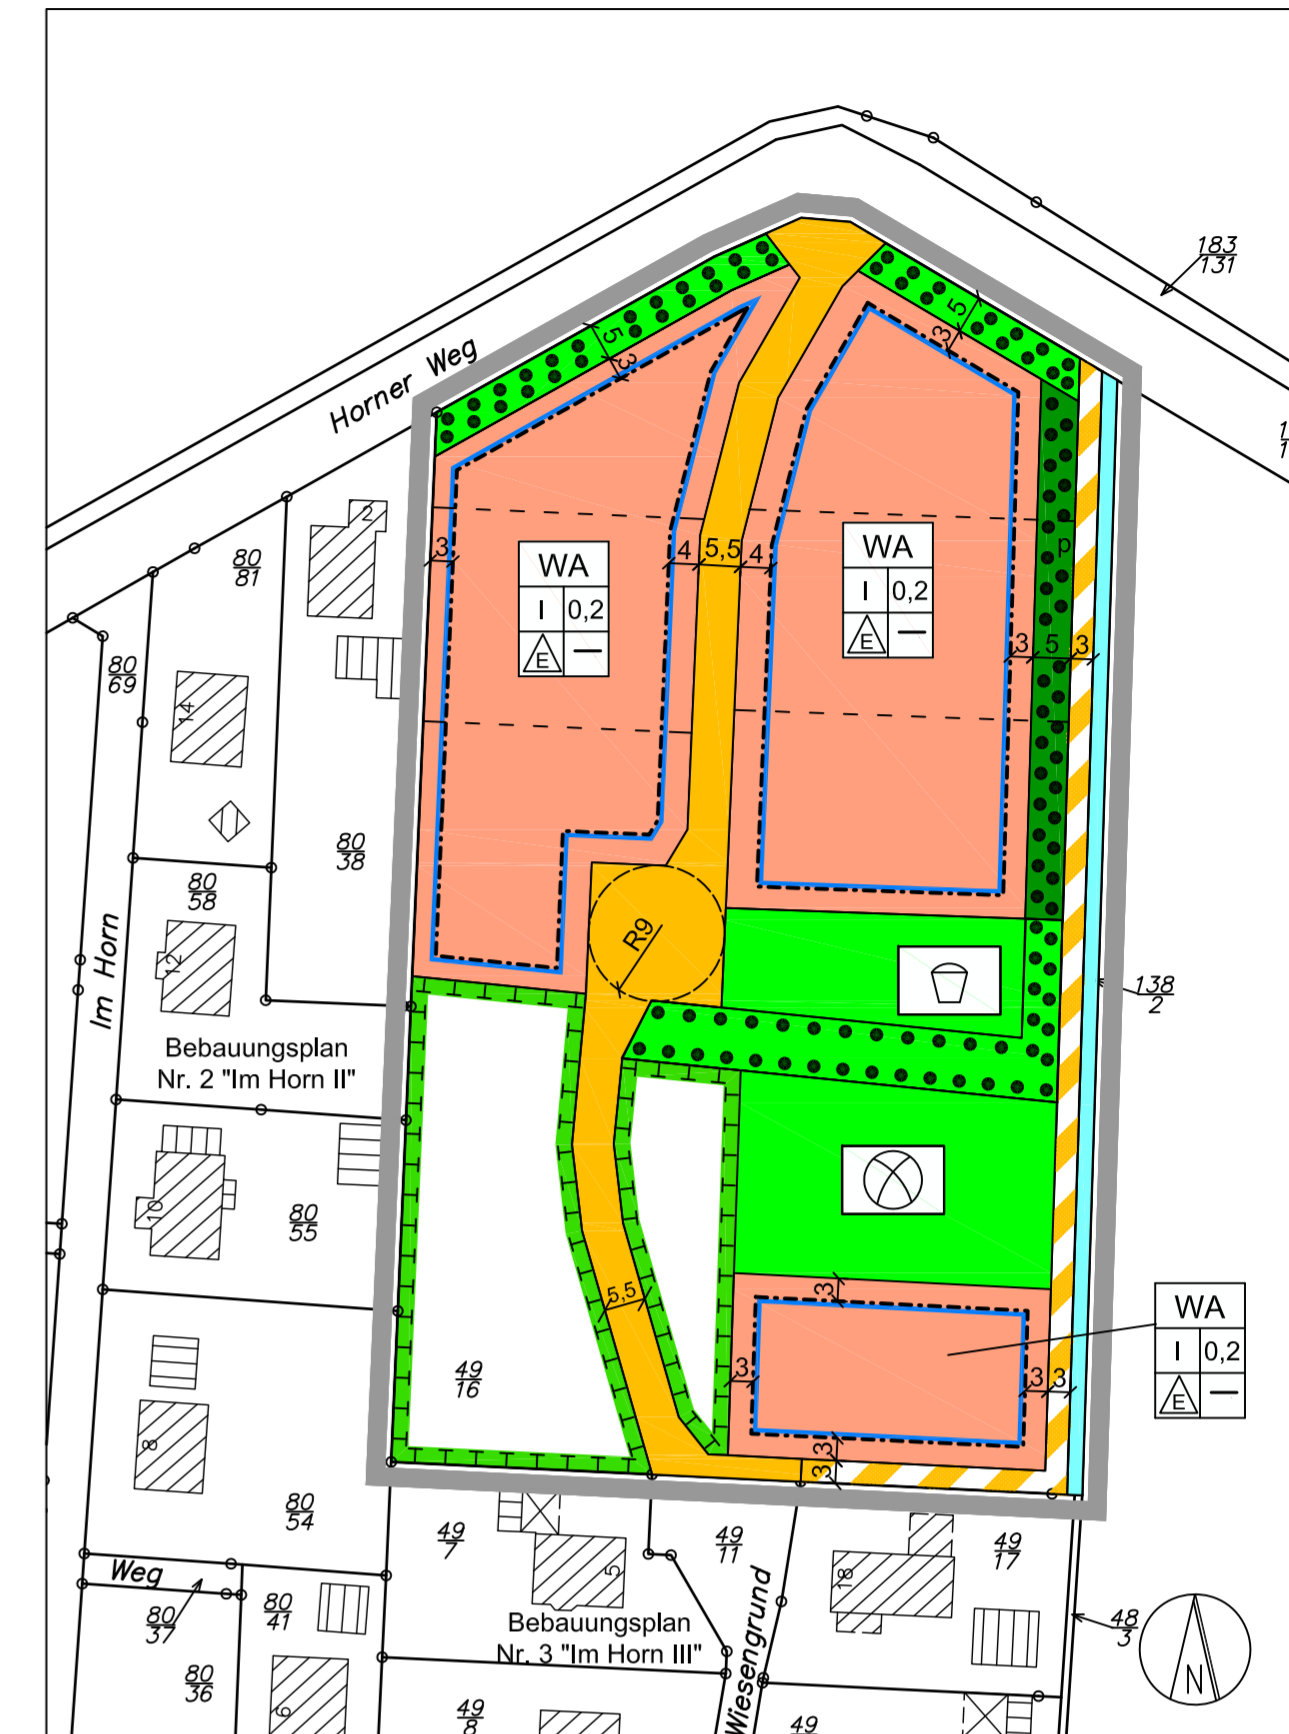 183
131
5
3
5
3
Horner Weg
1
1
2
80
81
3
WA
I 0,2
E —
4 5,5 4
WA
I 0,2
E —
p
3 5 3
80
69
14
80
38
80
58
R9
Im Horn
12
138
2
Bebauungsplan
Nr. 2 "Im Horn II"
10
80
55
3
5,5
WA
I 0,2
E —
49
16
3
3 3
8
3
3
80
54
49
7
49
11
49
17
Weg
5
18
80
37
80
41
Bebauungsplan
Nr. 3 "Im Horn III"
Wiesengrund
48
3
N
80
36
6
49
8
49